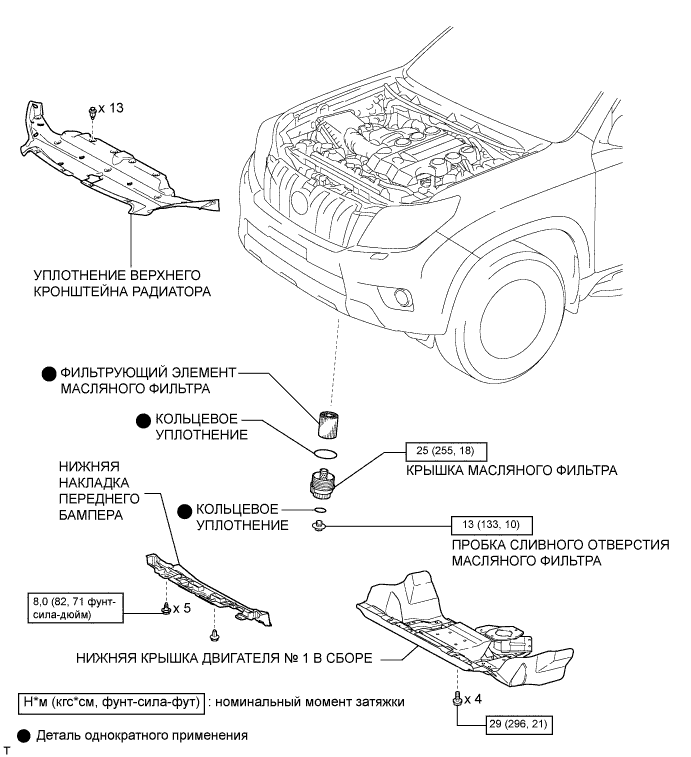 x 13
УПЛОТНЕНИЕ ВЕРХНЕГО
КРОНШТЕЙНА РАДИАТОРА
ФИЛЬТРУЮЩИЙ ЭЛЕМЕНТ
МАСЛЯНОГО ФИЛЬТРА
КОЛЬЦЕВОЕ
УПЛОТНЕНИЕ
25 (255, 18)
КРЫШКА МАСЛЯНОГО ФИЛЬТРА
НИЖНЯЯ
НАКЛАДКА
ПЕРЕДНЕГО
БАМПЕРА
КОЛЬЦЕВОЕ
УПЛОТНЕНИЕ
13 (133, 10)
ПРОБКА СЛИВНОГО ОТВЕРСТИЯ
МАСЛЯНОГО ФИЛЬТРА
8,0 (82, 71 фунт-
сила-дюйм)
x 5
НИЖНЯЯ КРЫШКА ДВИГАТЕЛЯ № 1 В СБОРЕ
x 4
29 (296, 21)
Н*м (кгс*см, фунт-сила-фут) : номинальный момент затяжки
Деталь однократного применения
T